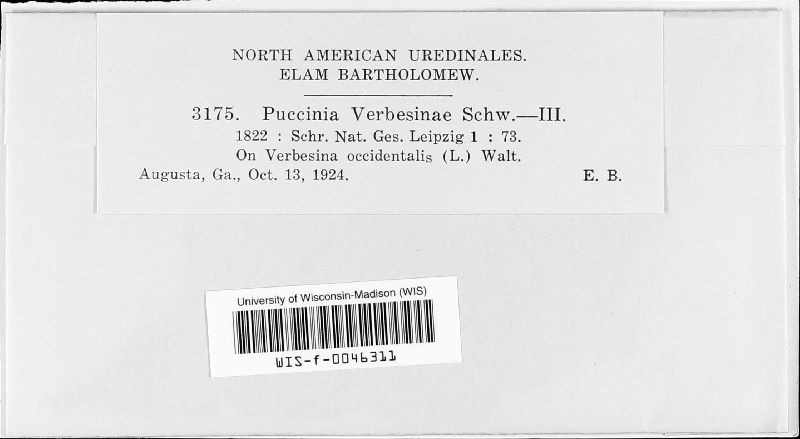 NORTH AMERICAN UREDINALES.
ELAM BARTHOLOMEW.
3175. Puccinia Verbesinae Schw.—III.
1822 : Schr. Nat. Ges. Leipzig 1 : 73.
On Verbesina occidentalis (L.) Walt.
Augusta, Ga., Oct. 13, 1924. E. B.
University of Wisconsin-Madison (WIS)
WIS-f-0046311